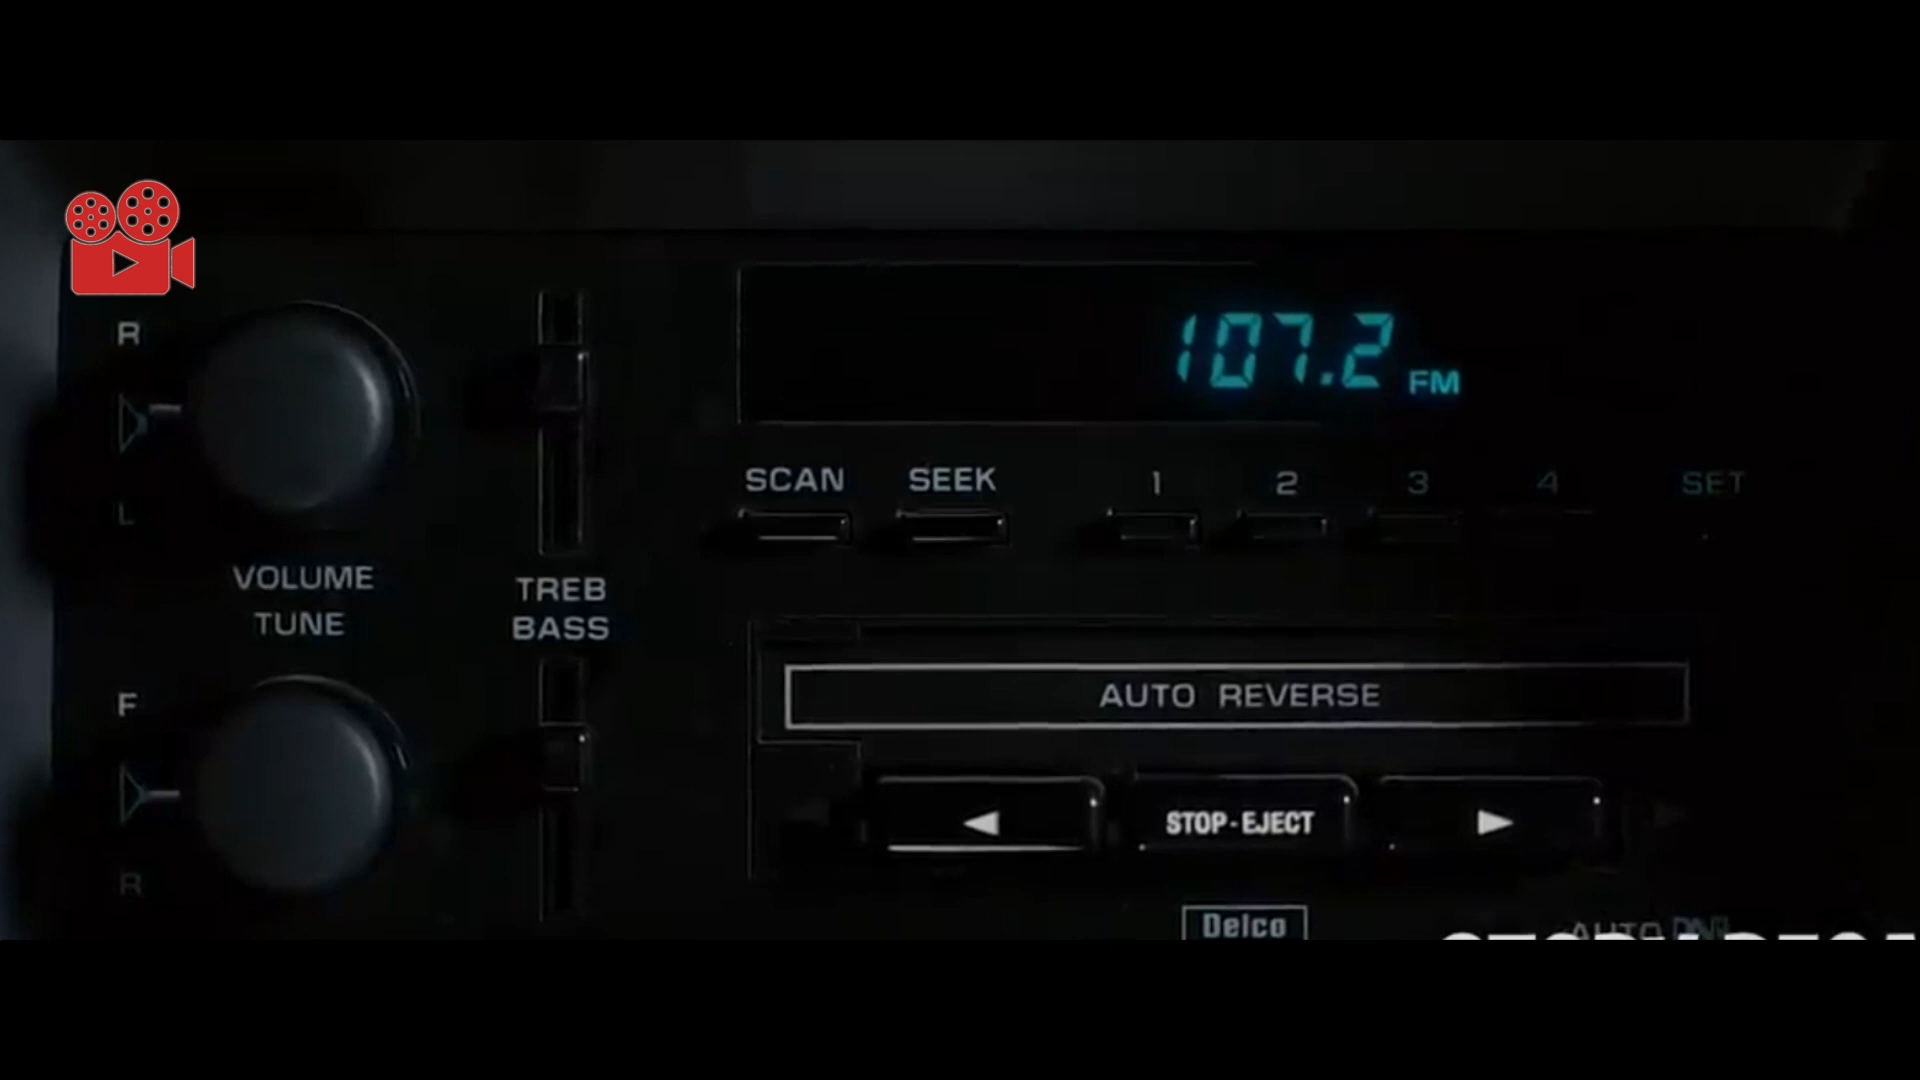 R
107.2 FM
SCAN SEEK 1 2 3 4 SET
L
VOLUME
TUNE
TREB
BASS
AUTO REVERSE
F
STOP-EJECT
R
Delco
AUTO